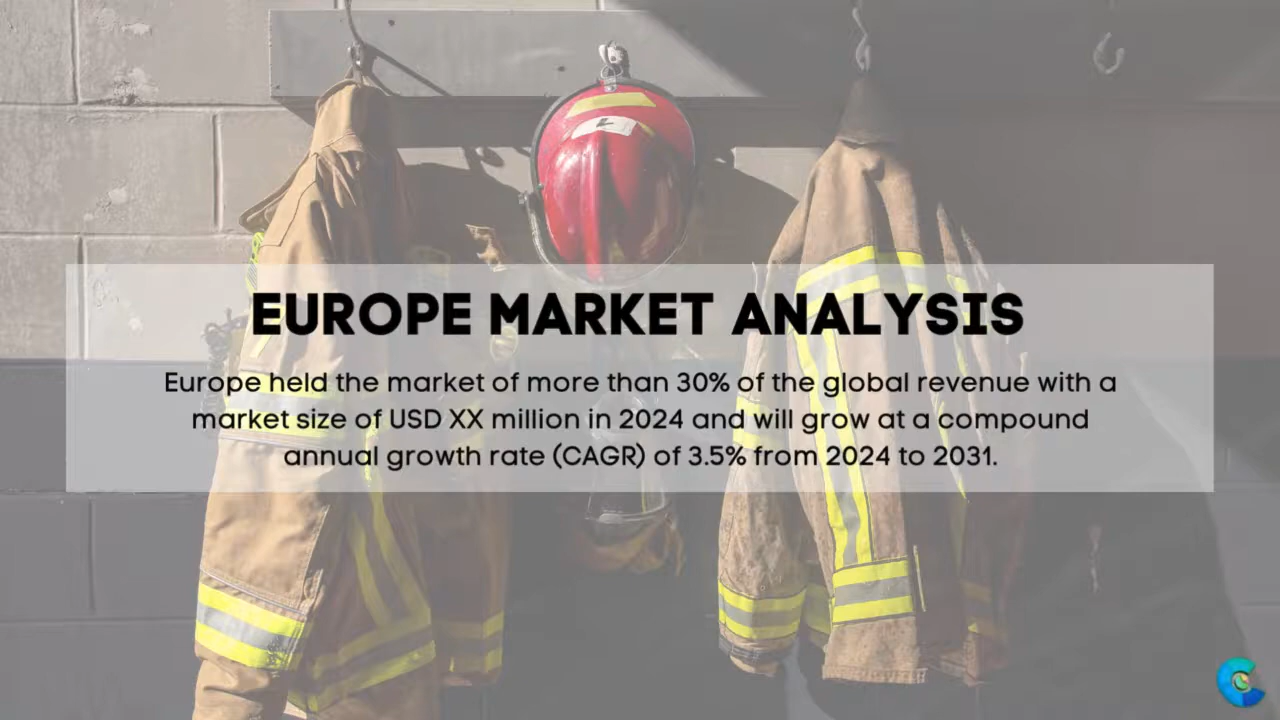 EUROPE MARKET ANALYSIS
Europe held the market of more than 30% of the global revenue with a
market size of USD XX million in 2024 and will grow at a compound
annual growth rate (CAGR) of 3.5% from 2024 to 2031.